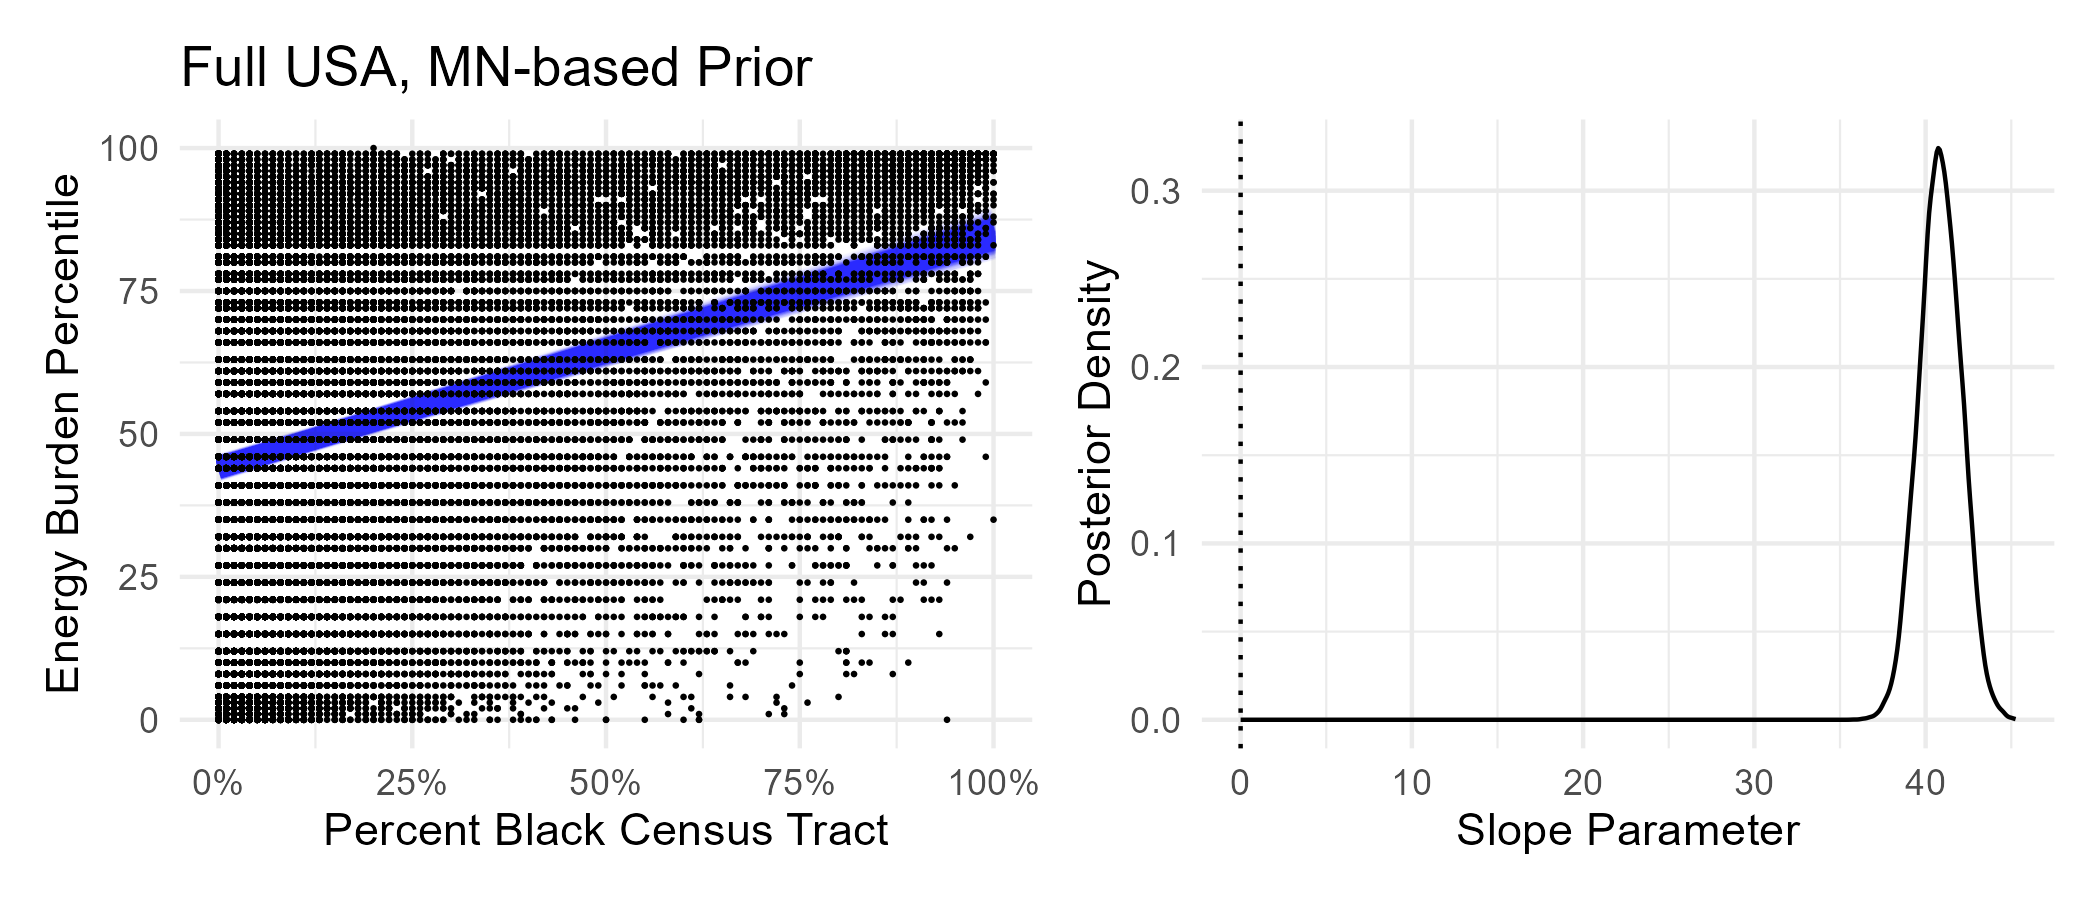 Full USA, MN-based Prior
Energy Burden Percentile
100
75
50
25
0
0% 25% 50% 75% 100%
Percent Black Census Tract
Posterior Density
0.3
0.2
0.1
0.0
0 10 20 30 40
Slope Parameter